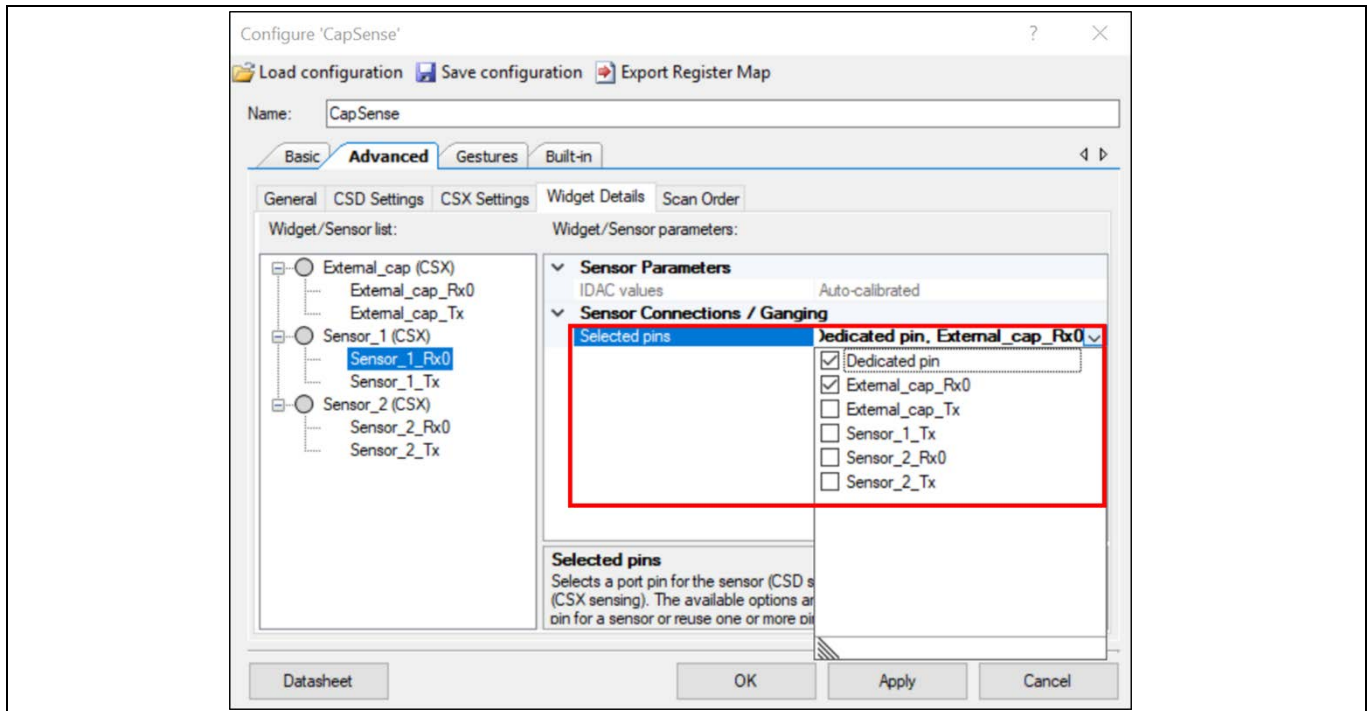 Configure 'CapSense'
?
Load configuration Save configuration Export Register Map
Name: CapSense
Basic Advanced Gestures Built-in
General CSD Settings CSX Settings Widget Details Scan Order
Widget/Sensor list: Widget/Sensor parameters:
External_cap (CSX)
External_cap_Rx0
External_cap_Tx
Sensor_1 (CSX)
Sensor_1_Rx0
Sensor_1_Tx
Sensor_2 (CSX)
Sensor_2_Rx0
Sensor_2_Tx
Sensor Parameters
IDAC values Auto-calibrated
Sensor Connections / Ganging
Selected pins Dedicated pin, External_cap_Rx0
Dedicated pin
External_cap_Rx0
External_cap_Tx
Sensor_1_Tx
Sensor_2_Rx0
Sensor_2_Tx
Selected pins
Selects a port pin for the sensor (CSD s
(CSX sensing). The available options ar
pin for a sensor or reuse one or more pi
Datasheet OK Apply Cancel